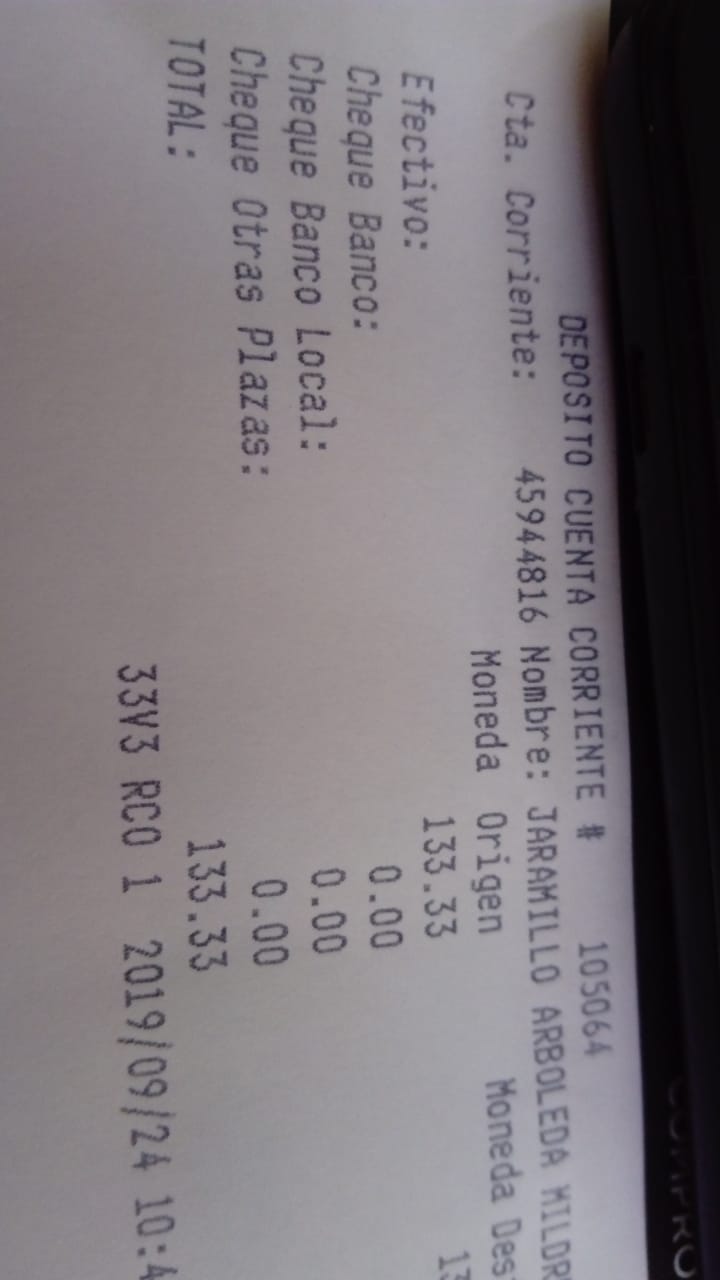 COMPRO
DEPOSITO CUENTA CORRIENTE # 105064
Cta. Corriente: 45944816 Nombre: JARAMILLO ARBOLEDA MILDR
Moneda Origen Moneda Des
Efectivo: 133.33 13
Cheque Banco: 0.00
Cheque Banco Local: 0.00
Cheque Otras Plazas: 0.00
TOTAL: 133.33
33V3 RCO 1 2019/09/24 10:4